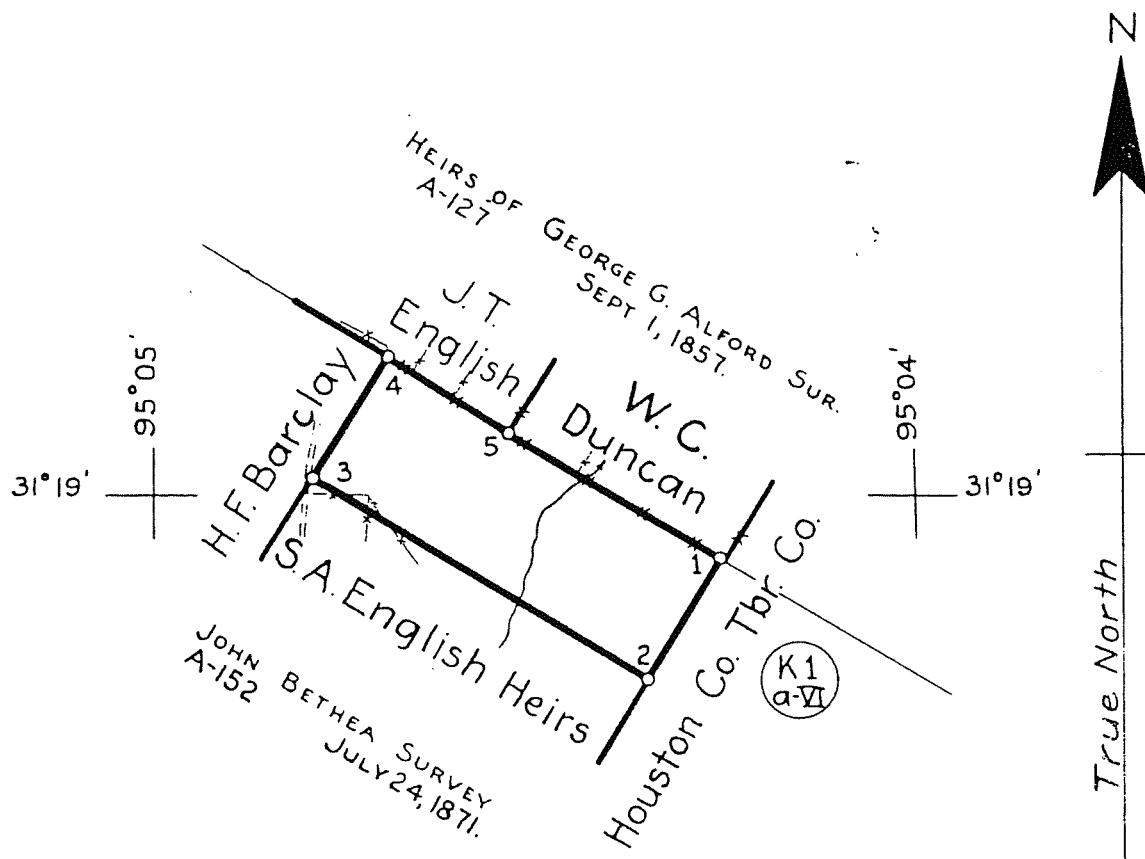 N
HEIRS OF GEORGE G. ALFORD SUR.
A-127
SEPT 1, 1857.
J. T.
English
W. C.
Duncan
95°05'
95°04'
31°19'
31°19'
4
5
3
1
2
H. F. Barclay
S. A. English Heirs
Houston Co. Tbr. Co.
K1
a-VI
JOHN BETHEA SURVEY
A-152
JULY 24, 1871.
True North